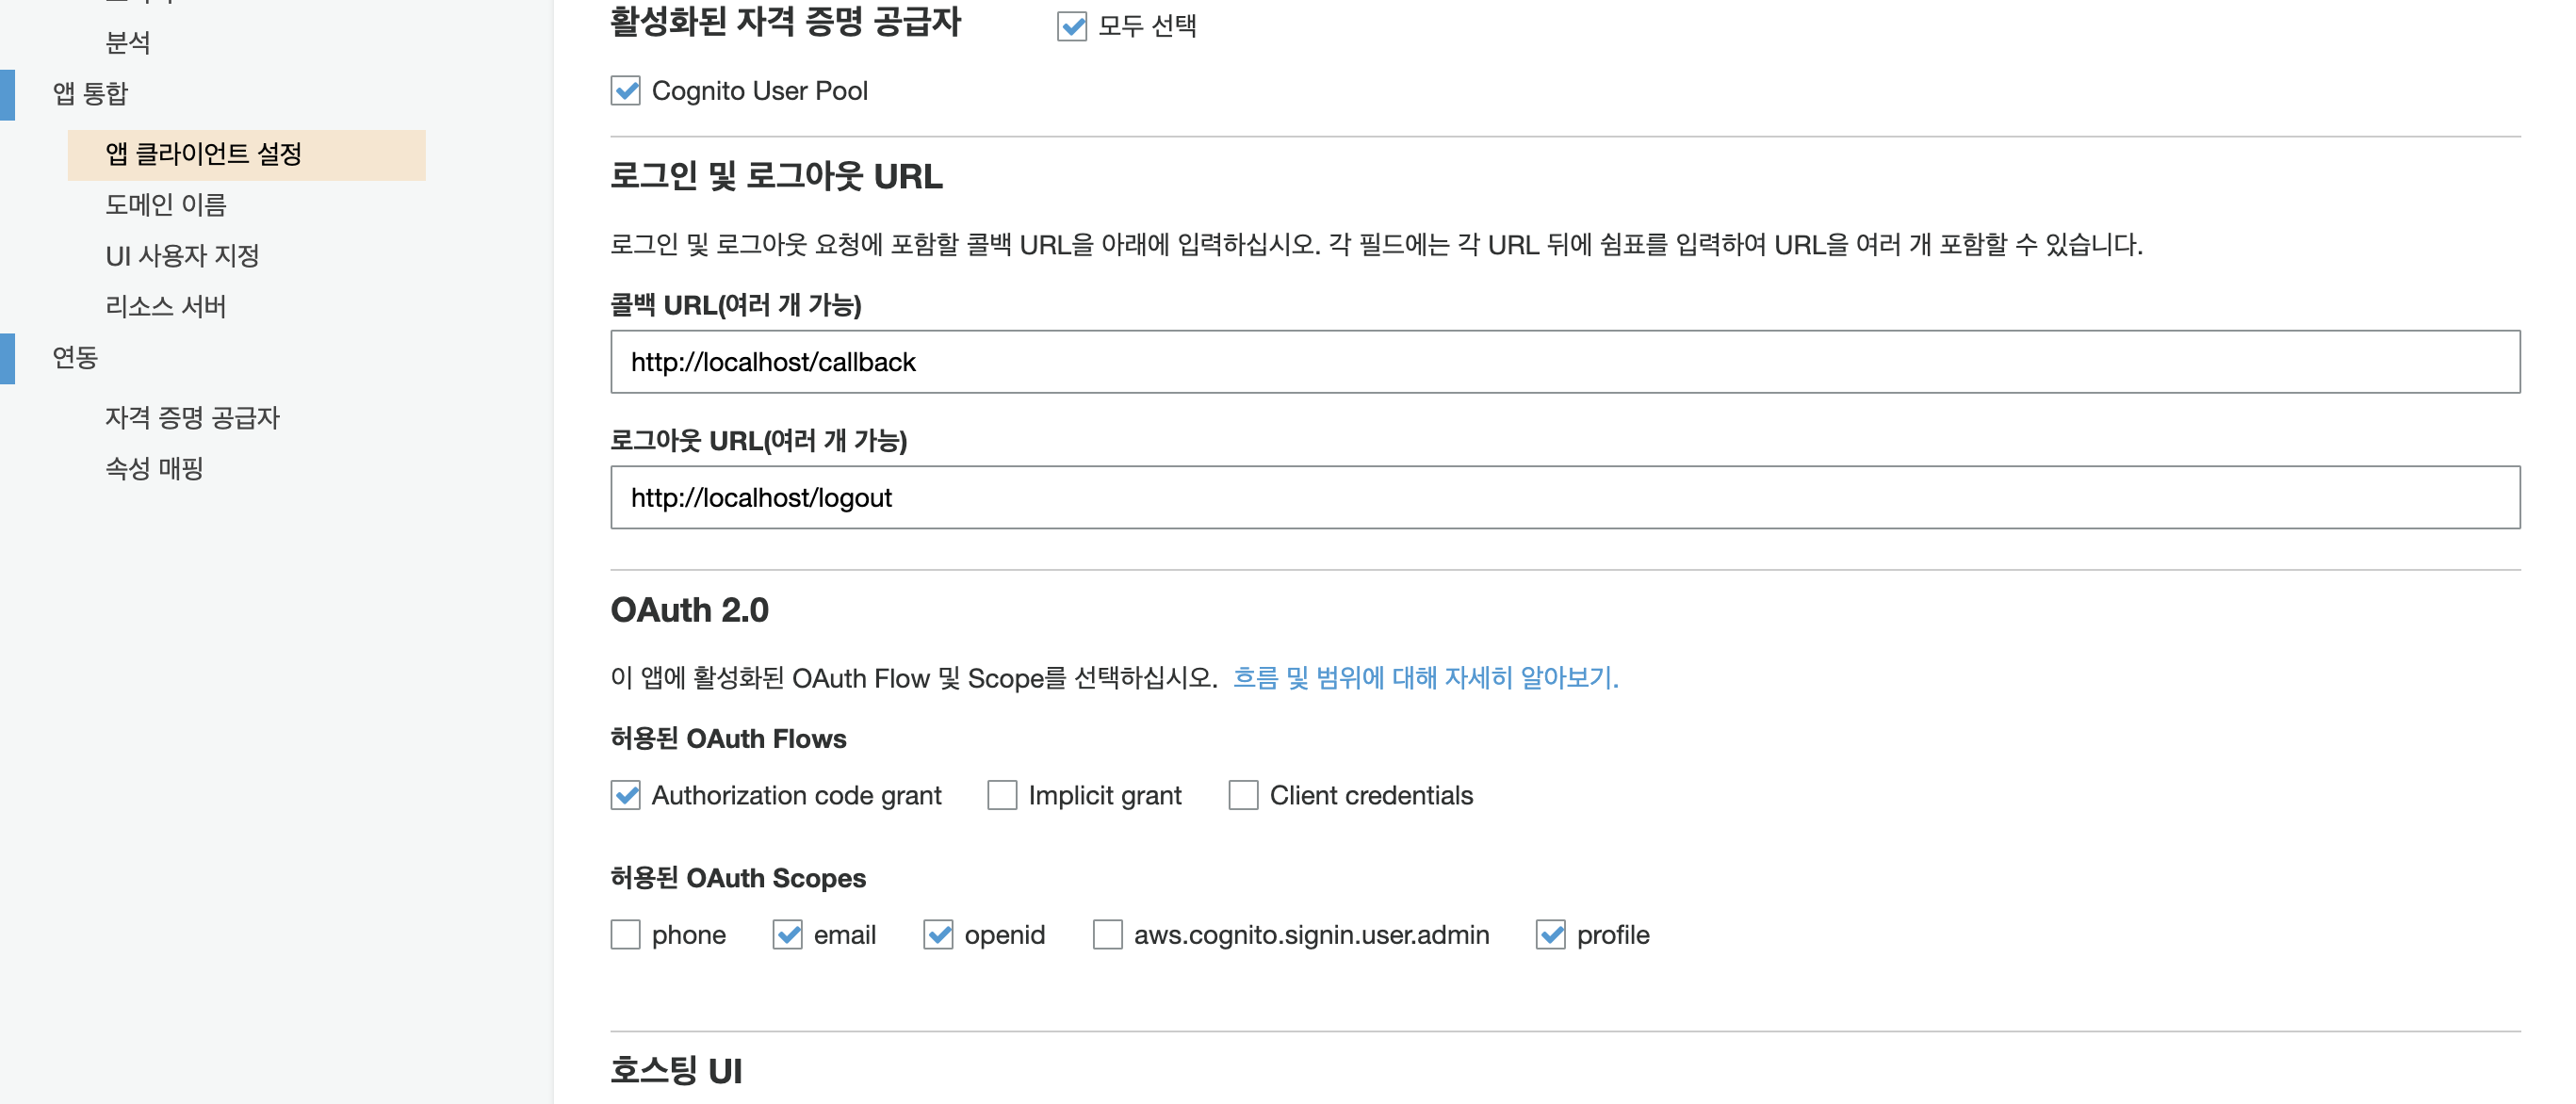 분석
앱 통합
앱 클라이언트 설정
도메인 이름
UI 사용자 지정
리소스 서버
연동
자격 증명 공급자
속성 매핑
활성화된 자격 증명 공급자 모두 선택
Cognito User Pool
로그인 및 로그아웃 URL
로그인 및 로그아웃 요청에 포함할 콜백 URL을 아래에 입력하십시오. 각 필드에는 각 URL 뒤에 쉼표를 입력하여 URL을 여러 개 포함할 수 있습니다.
콜백 URL(여러 개 가능)
http://localhost/callback
로그아웃 URL(여러 개 가능)
http://localhost/logout
OAuth 2.0
이 앱에 활성화된 OAuth Flow 및 Scope를 선택하십시오. 흐름 및 범위에 대해 자세히 알아보기.
허용된 OAuth Flows
Authorization code grant Implicit grant Client credentials
허용된 OAuth Scopes
phone email openid aws.cognito.signin.user.admin profile
호스팅 UI